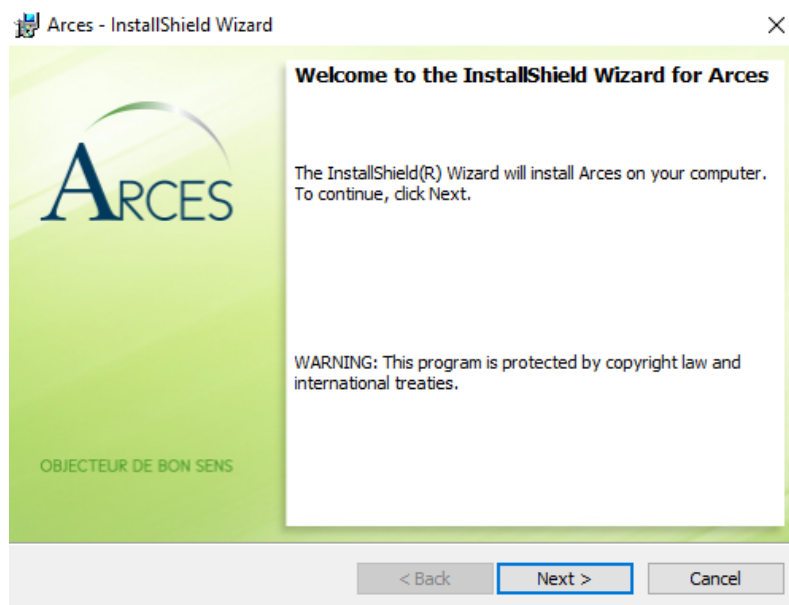 Arces - InstallShield Wizard
Welcome to the InstallShield Wizard for Arces
ARCES
The InstallShield(R) Wizard will install Arces on your computer.
To continue, click Next.
WARNING: This program is protected by copyright law and
international treaties.
OBJECTEUR DE BON SENS
< Back
Next >
Cancel